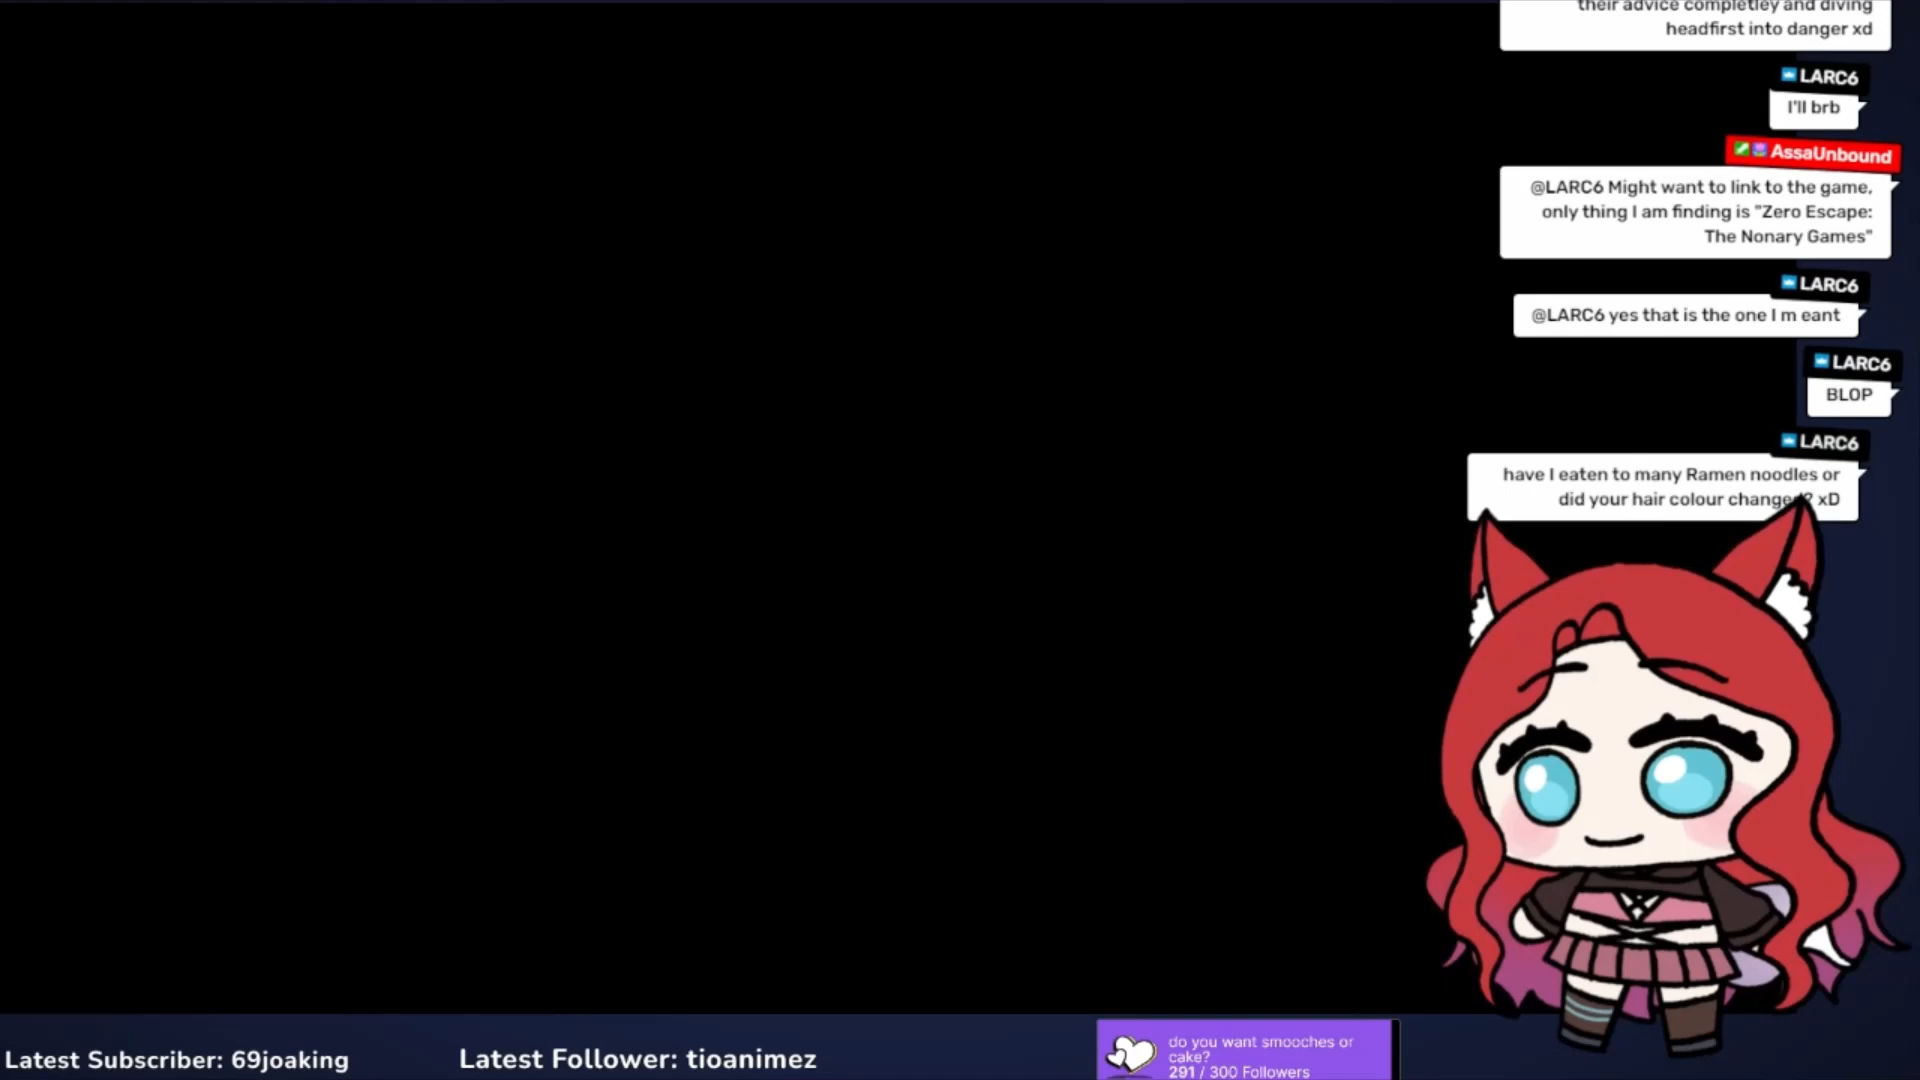 their advice completley and diving
headfirst into danger xd
LARC6
I'll brb
AssaUnbound
@LARC6 Might want to link to the game,
only thing I am finding is "Zero Escape:
The Nonary Games"
LARC6
@LARC6 yes that is the one I m eant
LARC6
BLOP
LARC6
have I eaten to many Ramen noodles or
did your hair colour changed? xD
Latest Subscriber: 69joaking
Latest Follower: tioanimez
do you want smooches or
cake?
291 / 300 Followers